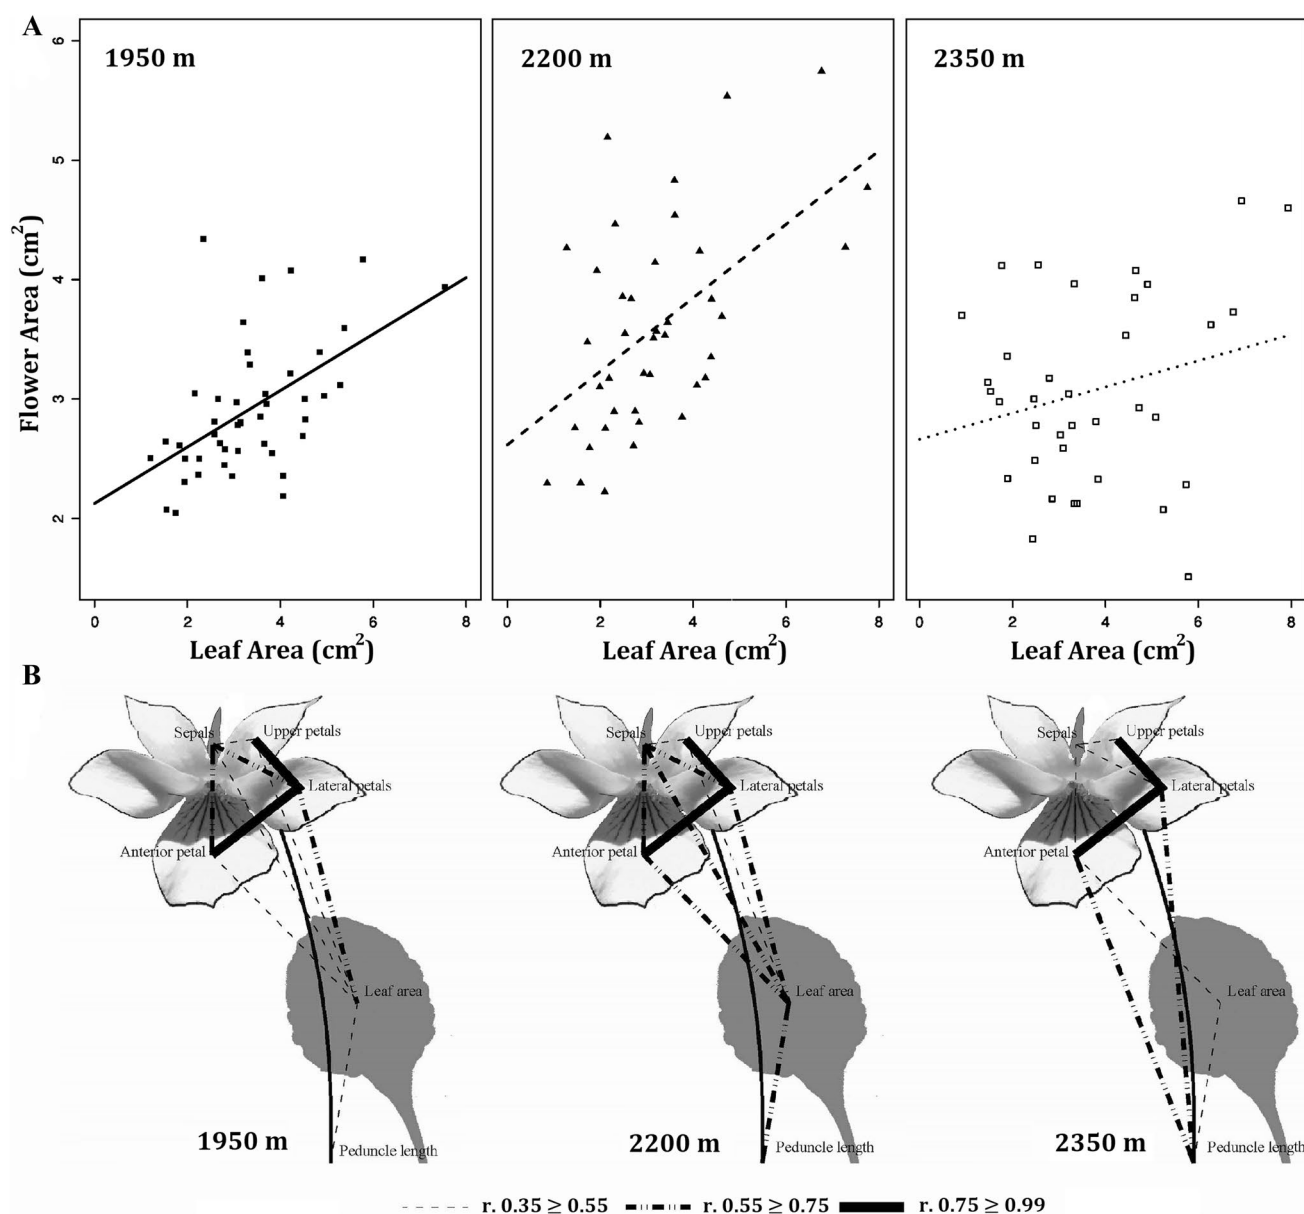 A
1950 m
2200 m
2350 m
Flower Area (cm²)
6
5
4
3
2
0 2 4 6 8
0 2 4 6 8
0 2 4 6 8
Leaf Area (cm²)
Leaf Area (cm²)
Leaf Area (cm²)
B
Sepals
Upper petals
Lateral petals
Anterior petal
Leaf area
Peduncle length
1950 m
Sepals
Upper petals
Lateral petals
Anterior petal
Leaf area
Peduncle length
2200 m
Sepals
Upper petals
Lateral petals
Anterior petal
Leaf area
Peduncle length
2350 m
r. 0.35 ≥ 0.55
r. 0.55 ≥ 0.75
r. 0.75 ≥ 0.99